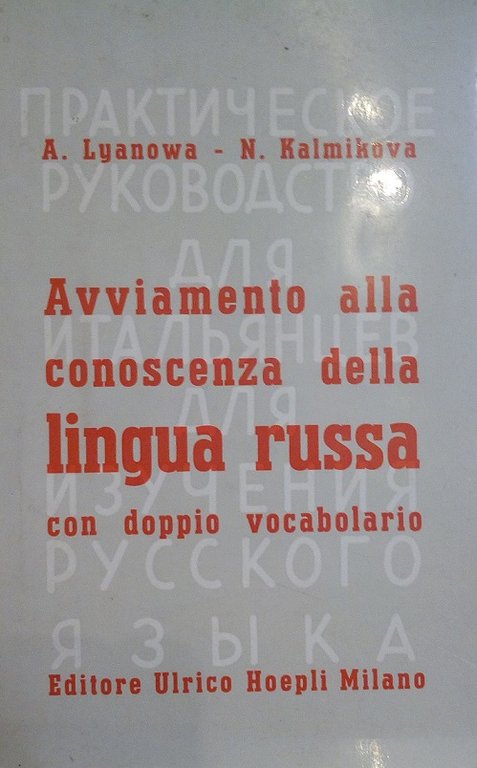 ПРАКТИЧЕСКОЕ
A. Lyanowa - N. Kalmikova
РУКОВОДСТВО
ДЛЯ
Avviamento alla
ИТАЛЬЯНЦЕВ
conoscenza della
ДЛЯ
lingua russa
ИЗУЧЕНИЯ
con doppio vocabolario
РУССКОГО
ЯЗЫКА
Editore Ulrico Hoepli Milano